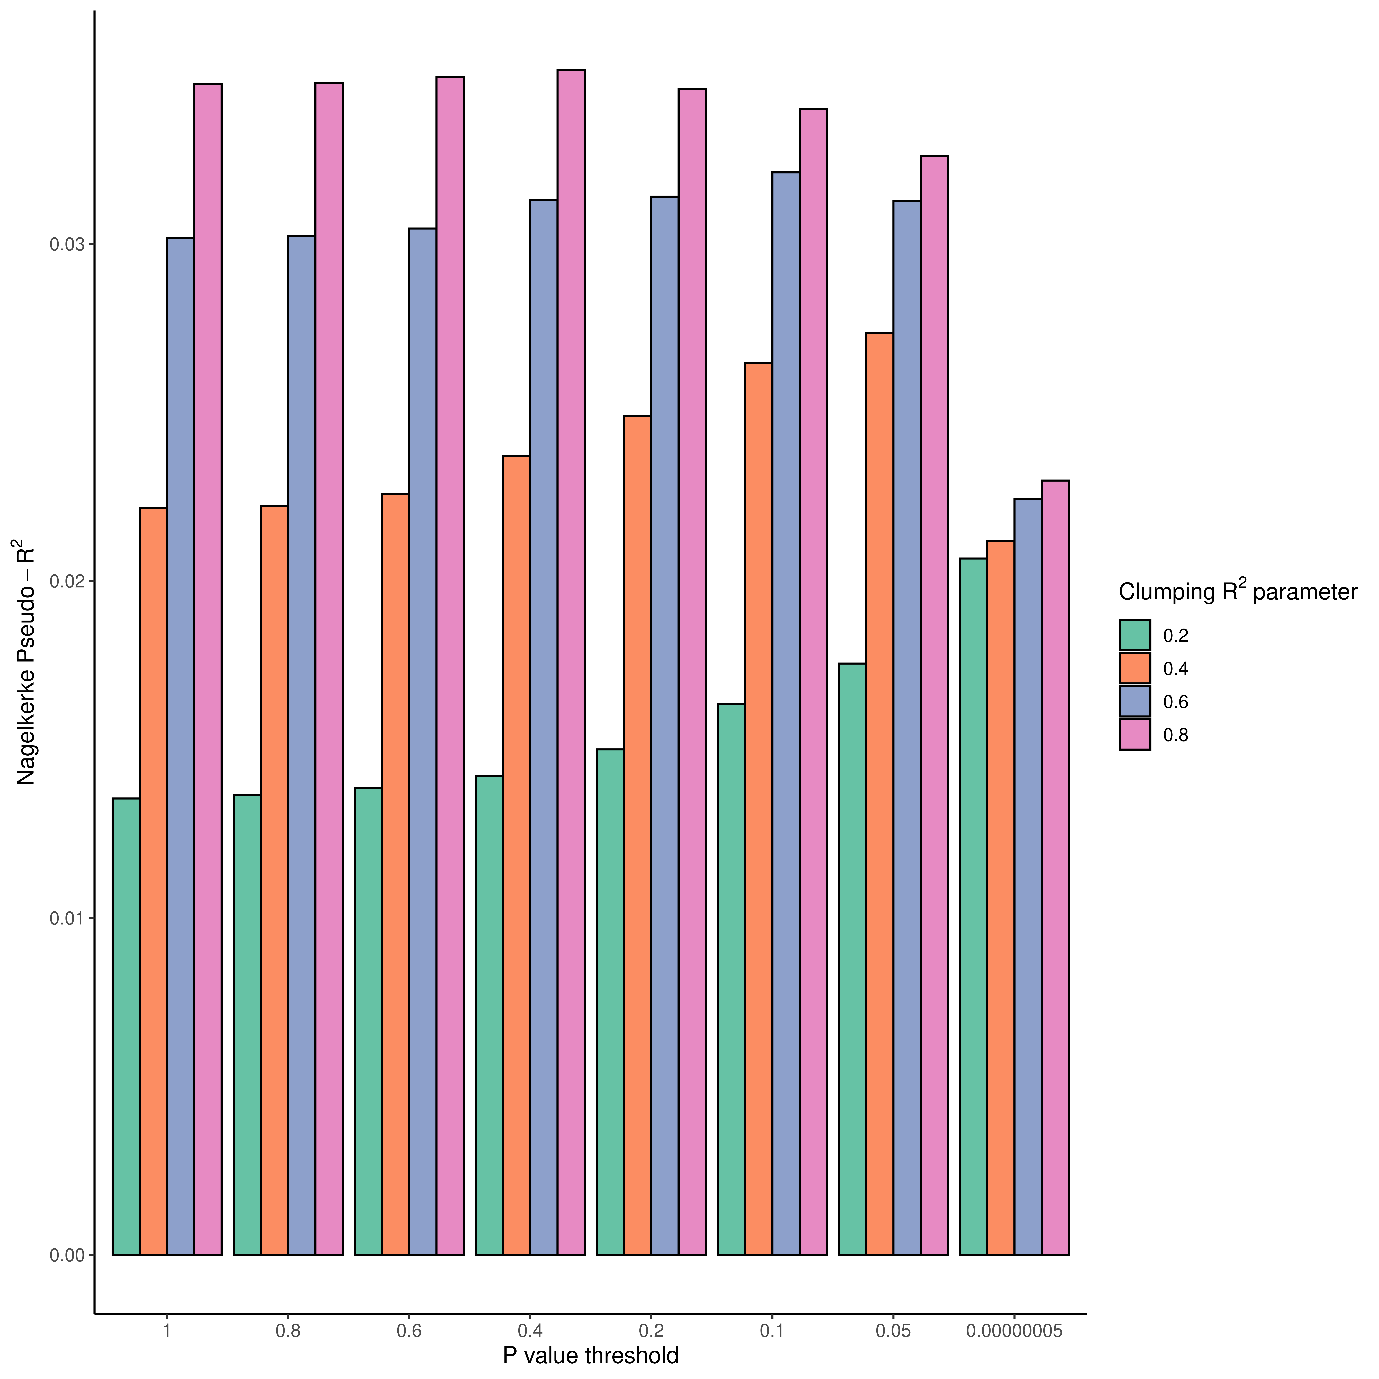 Nagelkerke Pseudo − R²
0.03
0.02
0.01
0.00
1 0.8 0.6 0.4 0.2 0.1 0.05 0.00000005
P value threshold
Clumping R² parameter
0.2
0.4
0.6
0.8